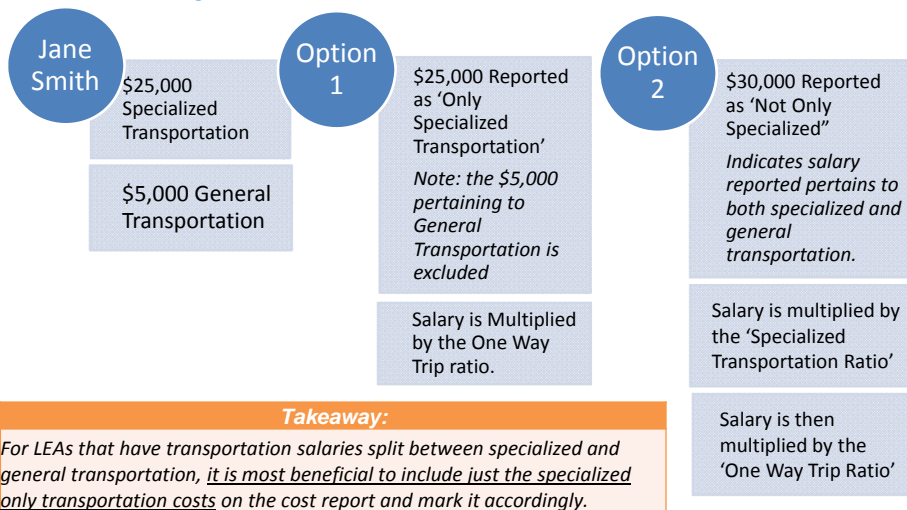 Jane
Smith
$25,000
Specialized
Transportation
$5,000 General
Transportation
Option
1
$25,000 Reported
as ‘Only
Specialized
Transportation’
Note: the $5,000
pertaining to
General
Transportation is
excluded
Salary is Multiplied
by the One Way
Trip ratio.
Option
2
$30,000 Reported
as ‘Not Only
Specialized”
Indicates salary
reported pertains to
both specialized and
general
transportation.
Salary is multiplied by
the ‘Specialized
Transportation Ratio’
Salary is then
multiplied by the
‘One Way Trip Ratio’
Takeaway:
For LEAs that have transportation salaries split between specialized and
general transportation, it is most beneficial to include just the specialized
only transportation costs on the cost report and mark it accordingly.